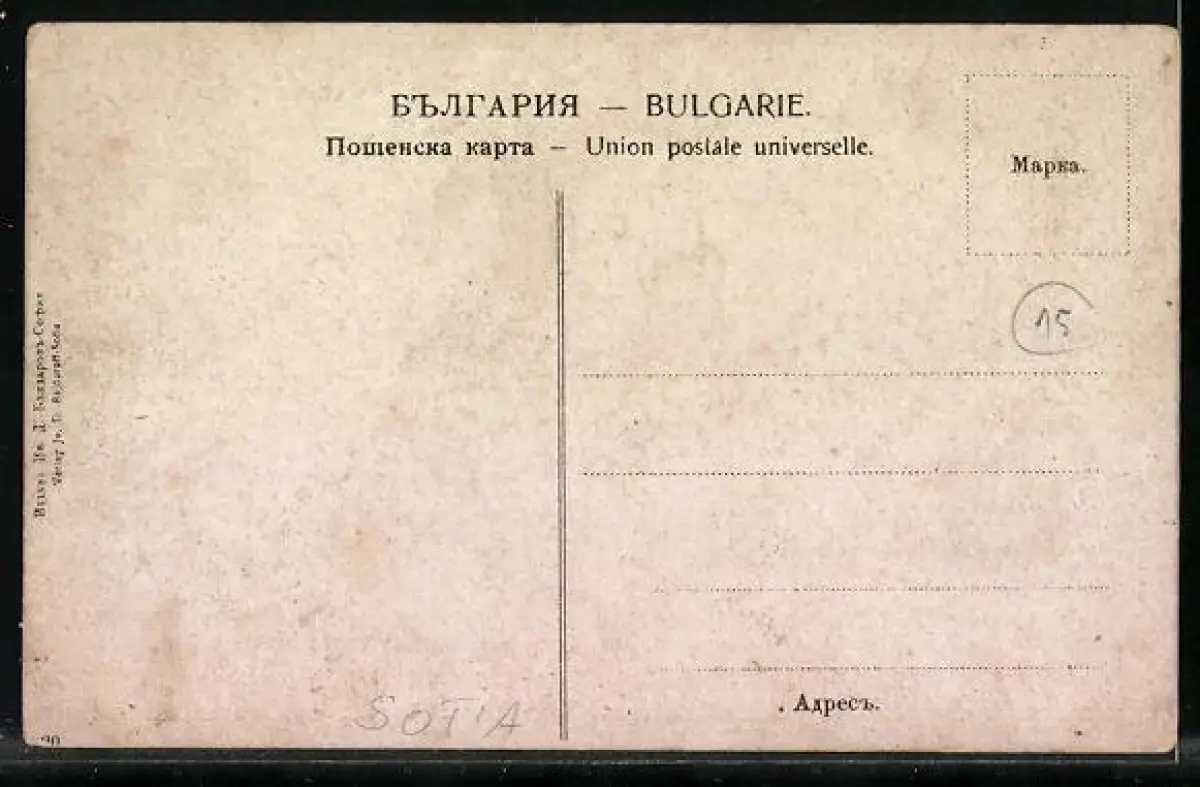 БЪЛГАРИЯ — BULGARIE.
Пощенска карта — Union postale universelle.
Марка.
15
Адресъ.
SOFIA